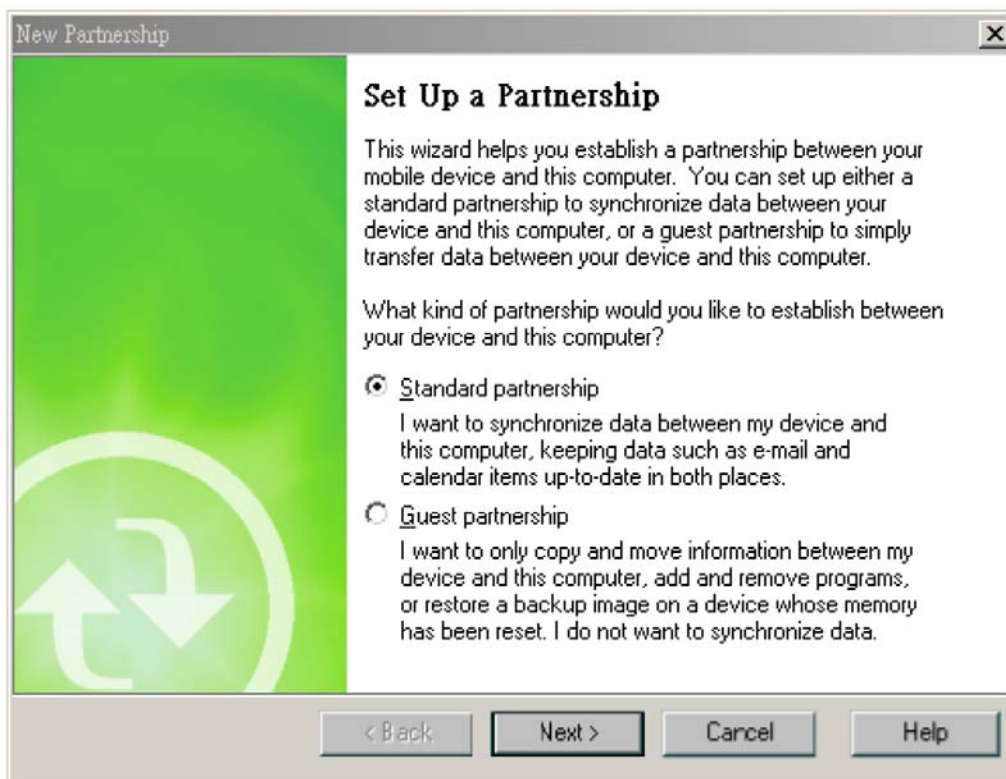 New Partnership
Set Up a Partnership
This wizard helps you establish a partnership between your
mobile device and this computer.  You can set up either a
standard partnership to synchronize data between your
device and this computer, or a guest partnership to simply
transfer data between your device and this computer.
What kind of partnership would you like to establish between
your device and this computer?
Standard partnership
I want to synchronize data between my device and
this computer, keeping data such as e-mail and
calendar items up-to-date in both places.
Guest partnership
I want to only copy and move information between my
device and this computer, add and remove programs,
or restore a backup image on a device whose memory
has been reset. I do not want to synchronize data.
< Back Next > Cancel Help